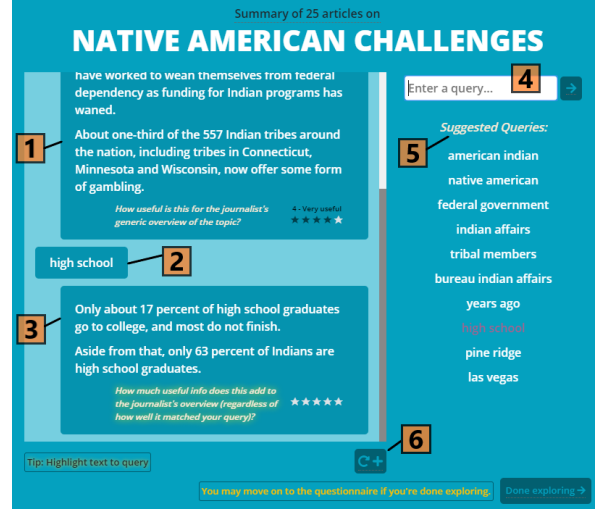 Summary of 25 articles on
NATIVE AMERICAN CHALLENGES
have worked to wean themselves from federal
dependency as funding for Indian programs has
waned.
About one-third of the 557 Indian tribes around
the nation, including tribes in Connecticut,
Minnesota and Wisconsin, now offer some form
of gambling.
How useful is this for the journalist's
generic overview of the topic?
4 - Very useful
1
high school
2
Only about 17 percent of high school graduates
go to college, and most do not finish.
Aside from that, only 63 percent of Indians are
high school graduates.
How much useful info does this add to
the journalist's overview (regardless of
how well it matched your query)?
3
Enter a query...
4
Suggested Queries:
5
american indian
native american
federal government
indian affairs
tribal members
bureau indian affairs
years ago
high school
pine ridge
las vegas
6
Tip: Highlight text to query
You may move on to the questionnaire if you're done exploring.
Done exploring